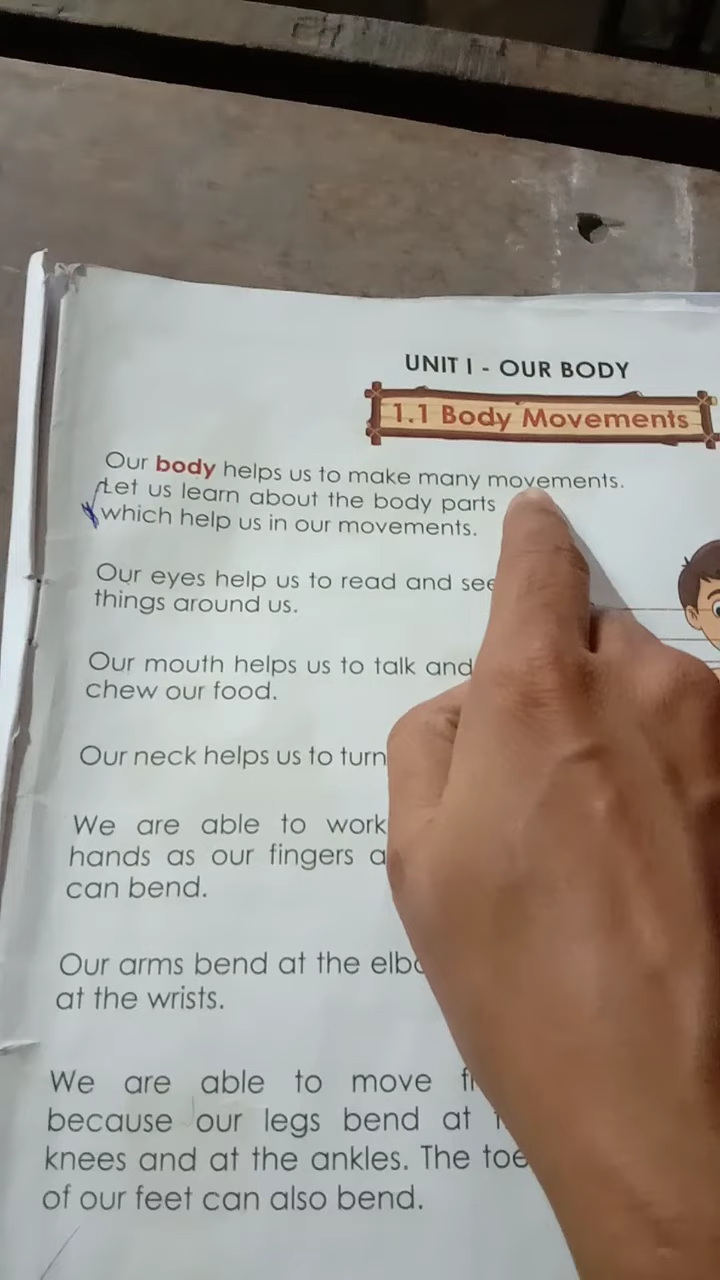 UNIT I - OUR BODY
1.1 Body Movements
Our body helps us to make many movements.
Let us learn about the body parts
which help us in our movements.
Our eyes help us to read and see
things around us.
Our mouth helps us to talk and
chew our food.
Our neck helps us to turn
We are able to work
hands as our fingers
can bend.
Our arms bend at the
at the wrists.
We are able to move
because our legs bend at
knees and at the ankles. The
of our feet can also bend.